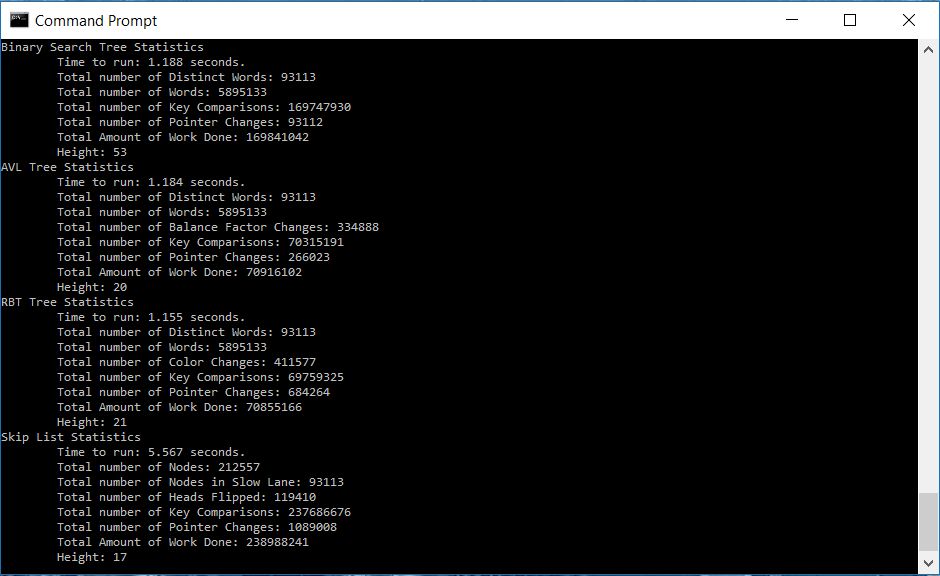 Command Prompt
Binary Search Tree Statistics
Time to run: 1.188 seconds.
Total number of Distinct Words: 93113
Total number of Words: 5895133
Total number of Key Comparisons: 169747930
Total number of Pointer Changes: 93112
Total Amount of Work Done: 169841042
Height: 53
AVL Tree Statistics
Time to run: 1.184 seconds.
Total number of Distinct Words: 93113
Total number of Words: 5895133
Total number of Balance Factor Changes: 334888
Total number of Key Comparisons: 70315191
Total number of Pointer Changes: 266023
Total Amount of Work Done: 70916102
Height: 20
RBT Tree Statistics
Time to run: 1.155 seconds.
Total number of Distinct Words: 93113
Total number of Words: 5895133
Total number of Color Changes: 411577
Total number of Key Comparisons: 69759325
Total number of Pointer Changes: 684264
Total Amount of Work Done: 70855166
Height: 21
Skip List Statistics
Time to run: 5.567 seconds.
Total number of Nodes: 212557
Total number of Nodes in Slow Lane: 93113
Total number of Heads Flipped: 119410
Total number of Key Comparisons: 237686676
Total number of Pointer Changes: 1089008
Total Amount of Work Done: 238988241
Height: 17